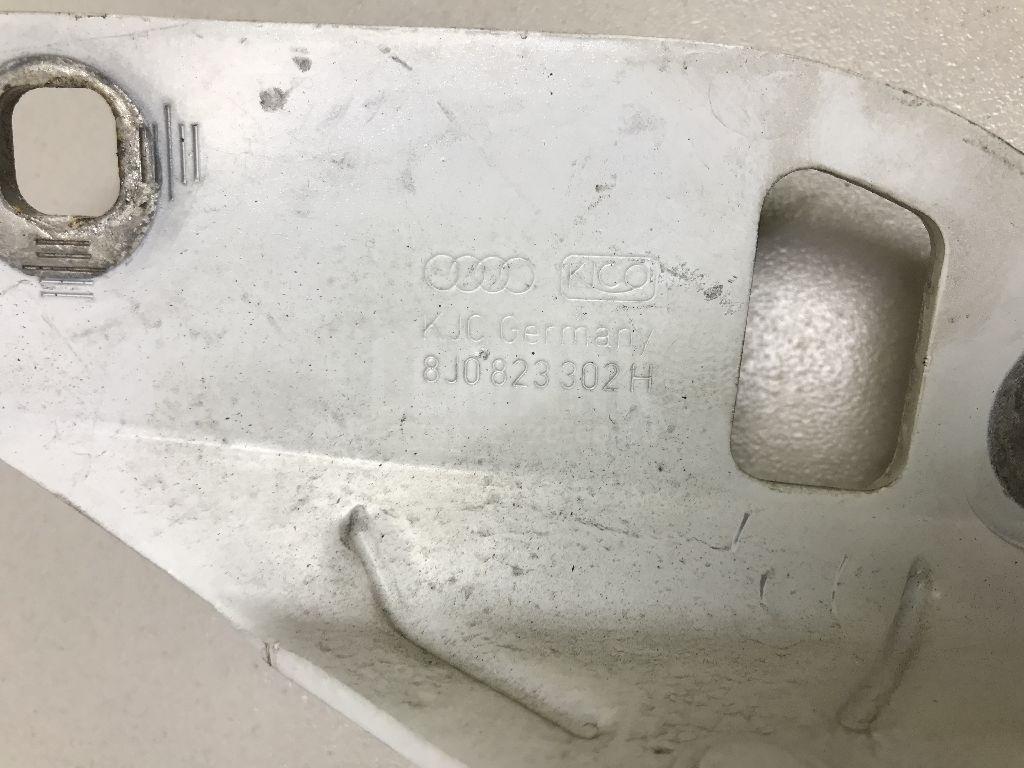 KICO
KJC Germany
8J0 823 302 H